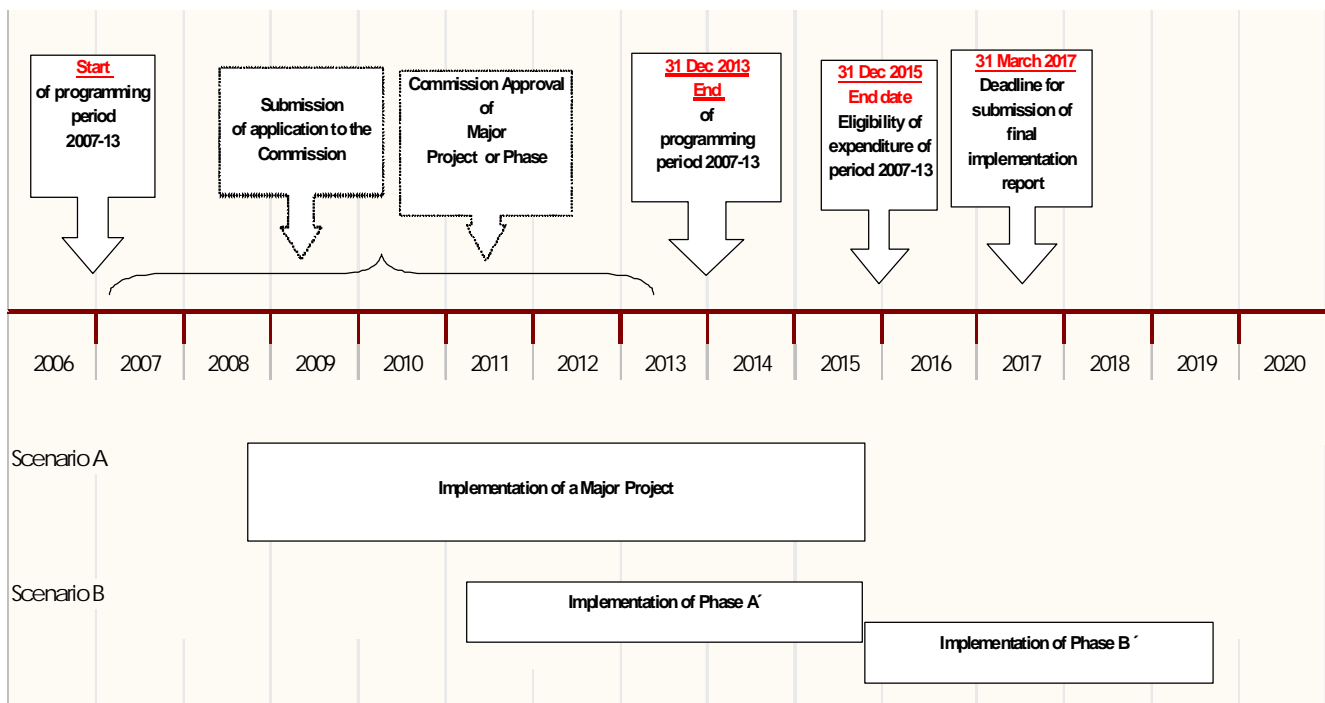 Start
of programming
period
2007-13
Submission
of application to the
Commission
Commission Approval
of
Major
Project or Phase
31 Dec 2013
End
of
programming
period 2007-13
31 Dec 2015
End date
Eligibility of
expenditure of
period 2007-13
31 March 2017
Deadline for
submission of
final
implementation
report
2006 2007 2008 2009 2010 2011 2012 2013 2014 2015 2016 2017 2018 2019 2020
Scenario A
Implementation of a Major Project
Scenario B
Implementation of Phase A´
Implementation of Phase B ´